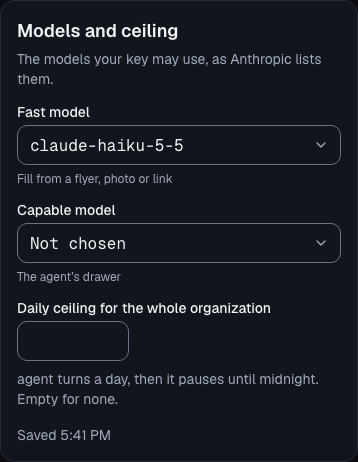 Models and ceiling
The models your key may use, as Anthropic lists
them.
Fast model
claude-haiku-5-5
Fill from a flyer, photo or link
Capable model
Not chosen
The agent's drawer
Daily ceiling for the whole organization
agent turns a day, then it pauses until midnight.
Empty for none.
Saved 5:41 PM